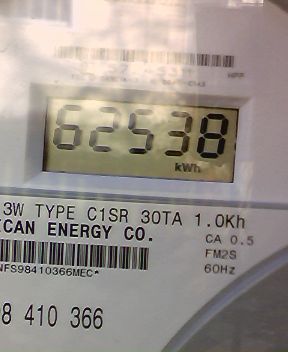 62538
kWh
3W TYPE C1SR 30TA 1.0Kh
ICAN ENERGY CO.
CA 0.5
FM2S
60Hz
NFS98410366MEC*
8 410 366